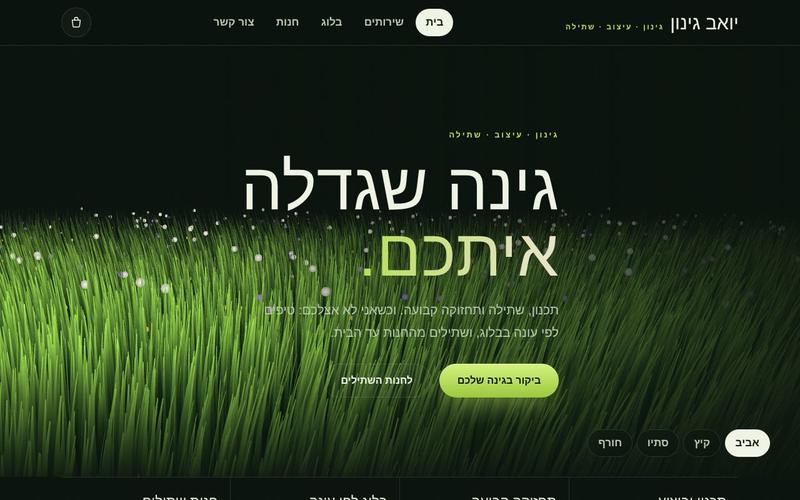 יואב גינון גינון · עיצוב · שתילה
בית שירותים בלוג חנות צור קשר
גינון · עיצוב · שתילה
גינה שגדלה
איתכם.
תכנון, שתילה ותחזוקה קבועה. וכשאני לא אצלכם: טיפים
לפי עונה בבלוג, ושתילים מהחנות עד הבית.
ביקור בגינה שלכם לחנות השתילים
אביב קיץ סתיו חורף